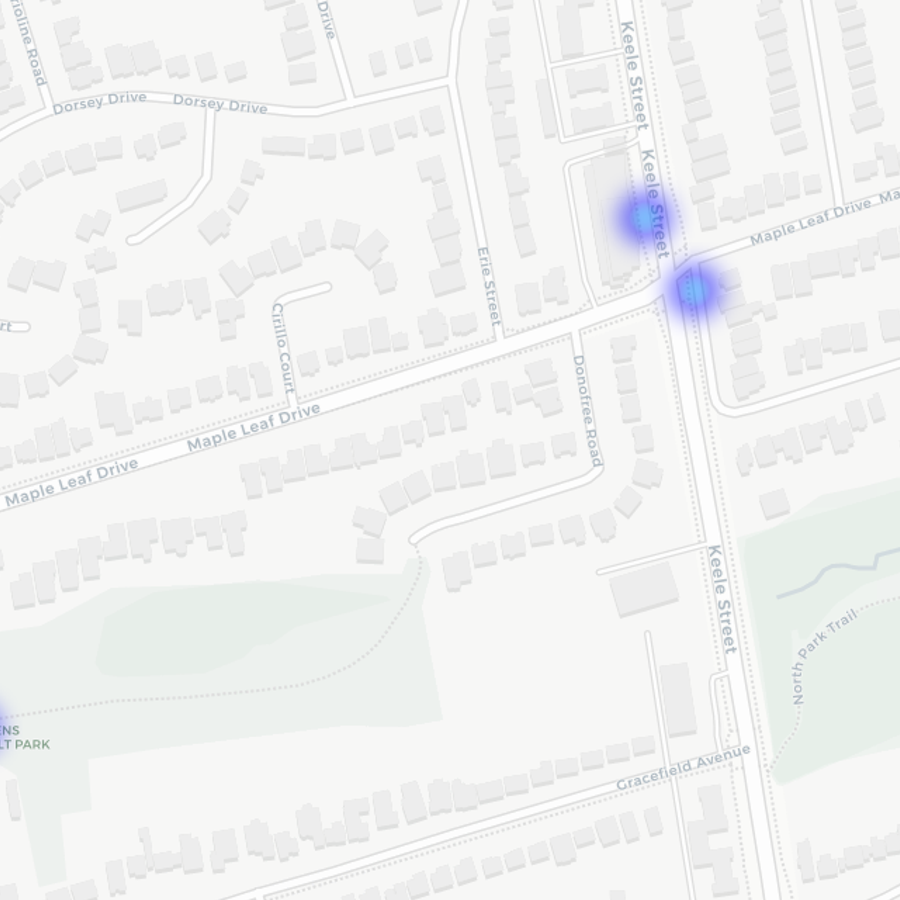 Drive
Keele Street
Dorsey Drive
Dorsey Drive
Keele Street
Maple Leaf Drive
Erie Street
Cirillo Court
Donofree Road
Maple Leaf Drive
Maple Leaf Drive
Keele Street
North Park Trail
Gracefield Avenue